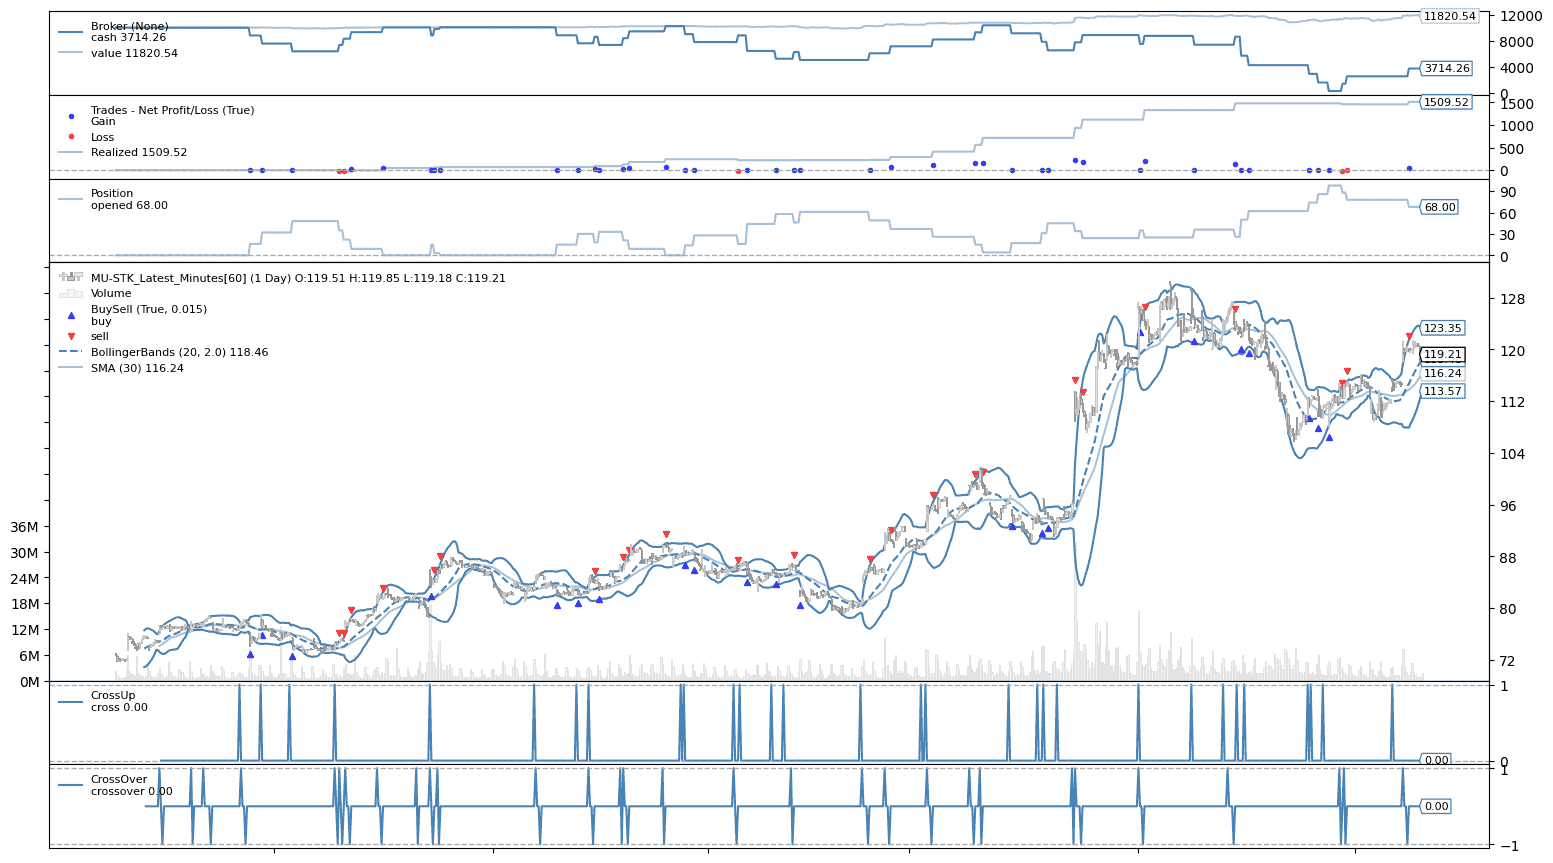 Broker (None)
cash 3714.26
value 11820.54
11820.54
3714.26
12000
8000
4000
0
Trades - Net Profit/Loss (True)
Gain
Loss
Realized 1509.52
1509.52
1500
1000
500
0
Position
opened 68.00
68.00
90
60
30
0
MU-STK_Latest_Minutes[60] (1 Day) O:119.51 H:119.85 L:119.18 C:119.21
Volume
BuySell (True, 0.015)
buy
sell
BollingerBands (20, 2.0) 118.46
SMA (30) 116.24
123.35
119.21
116.24
113.57
128
120
112
104
96
88
80
72
36M
30M
24M
18M
12M
6M
0M
CrossUp
cross 0.00
0.00
1
0
CrossOver
crossover 0.00
0.00
1
−1